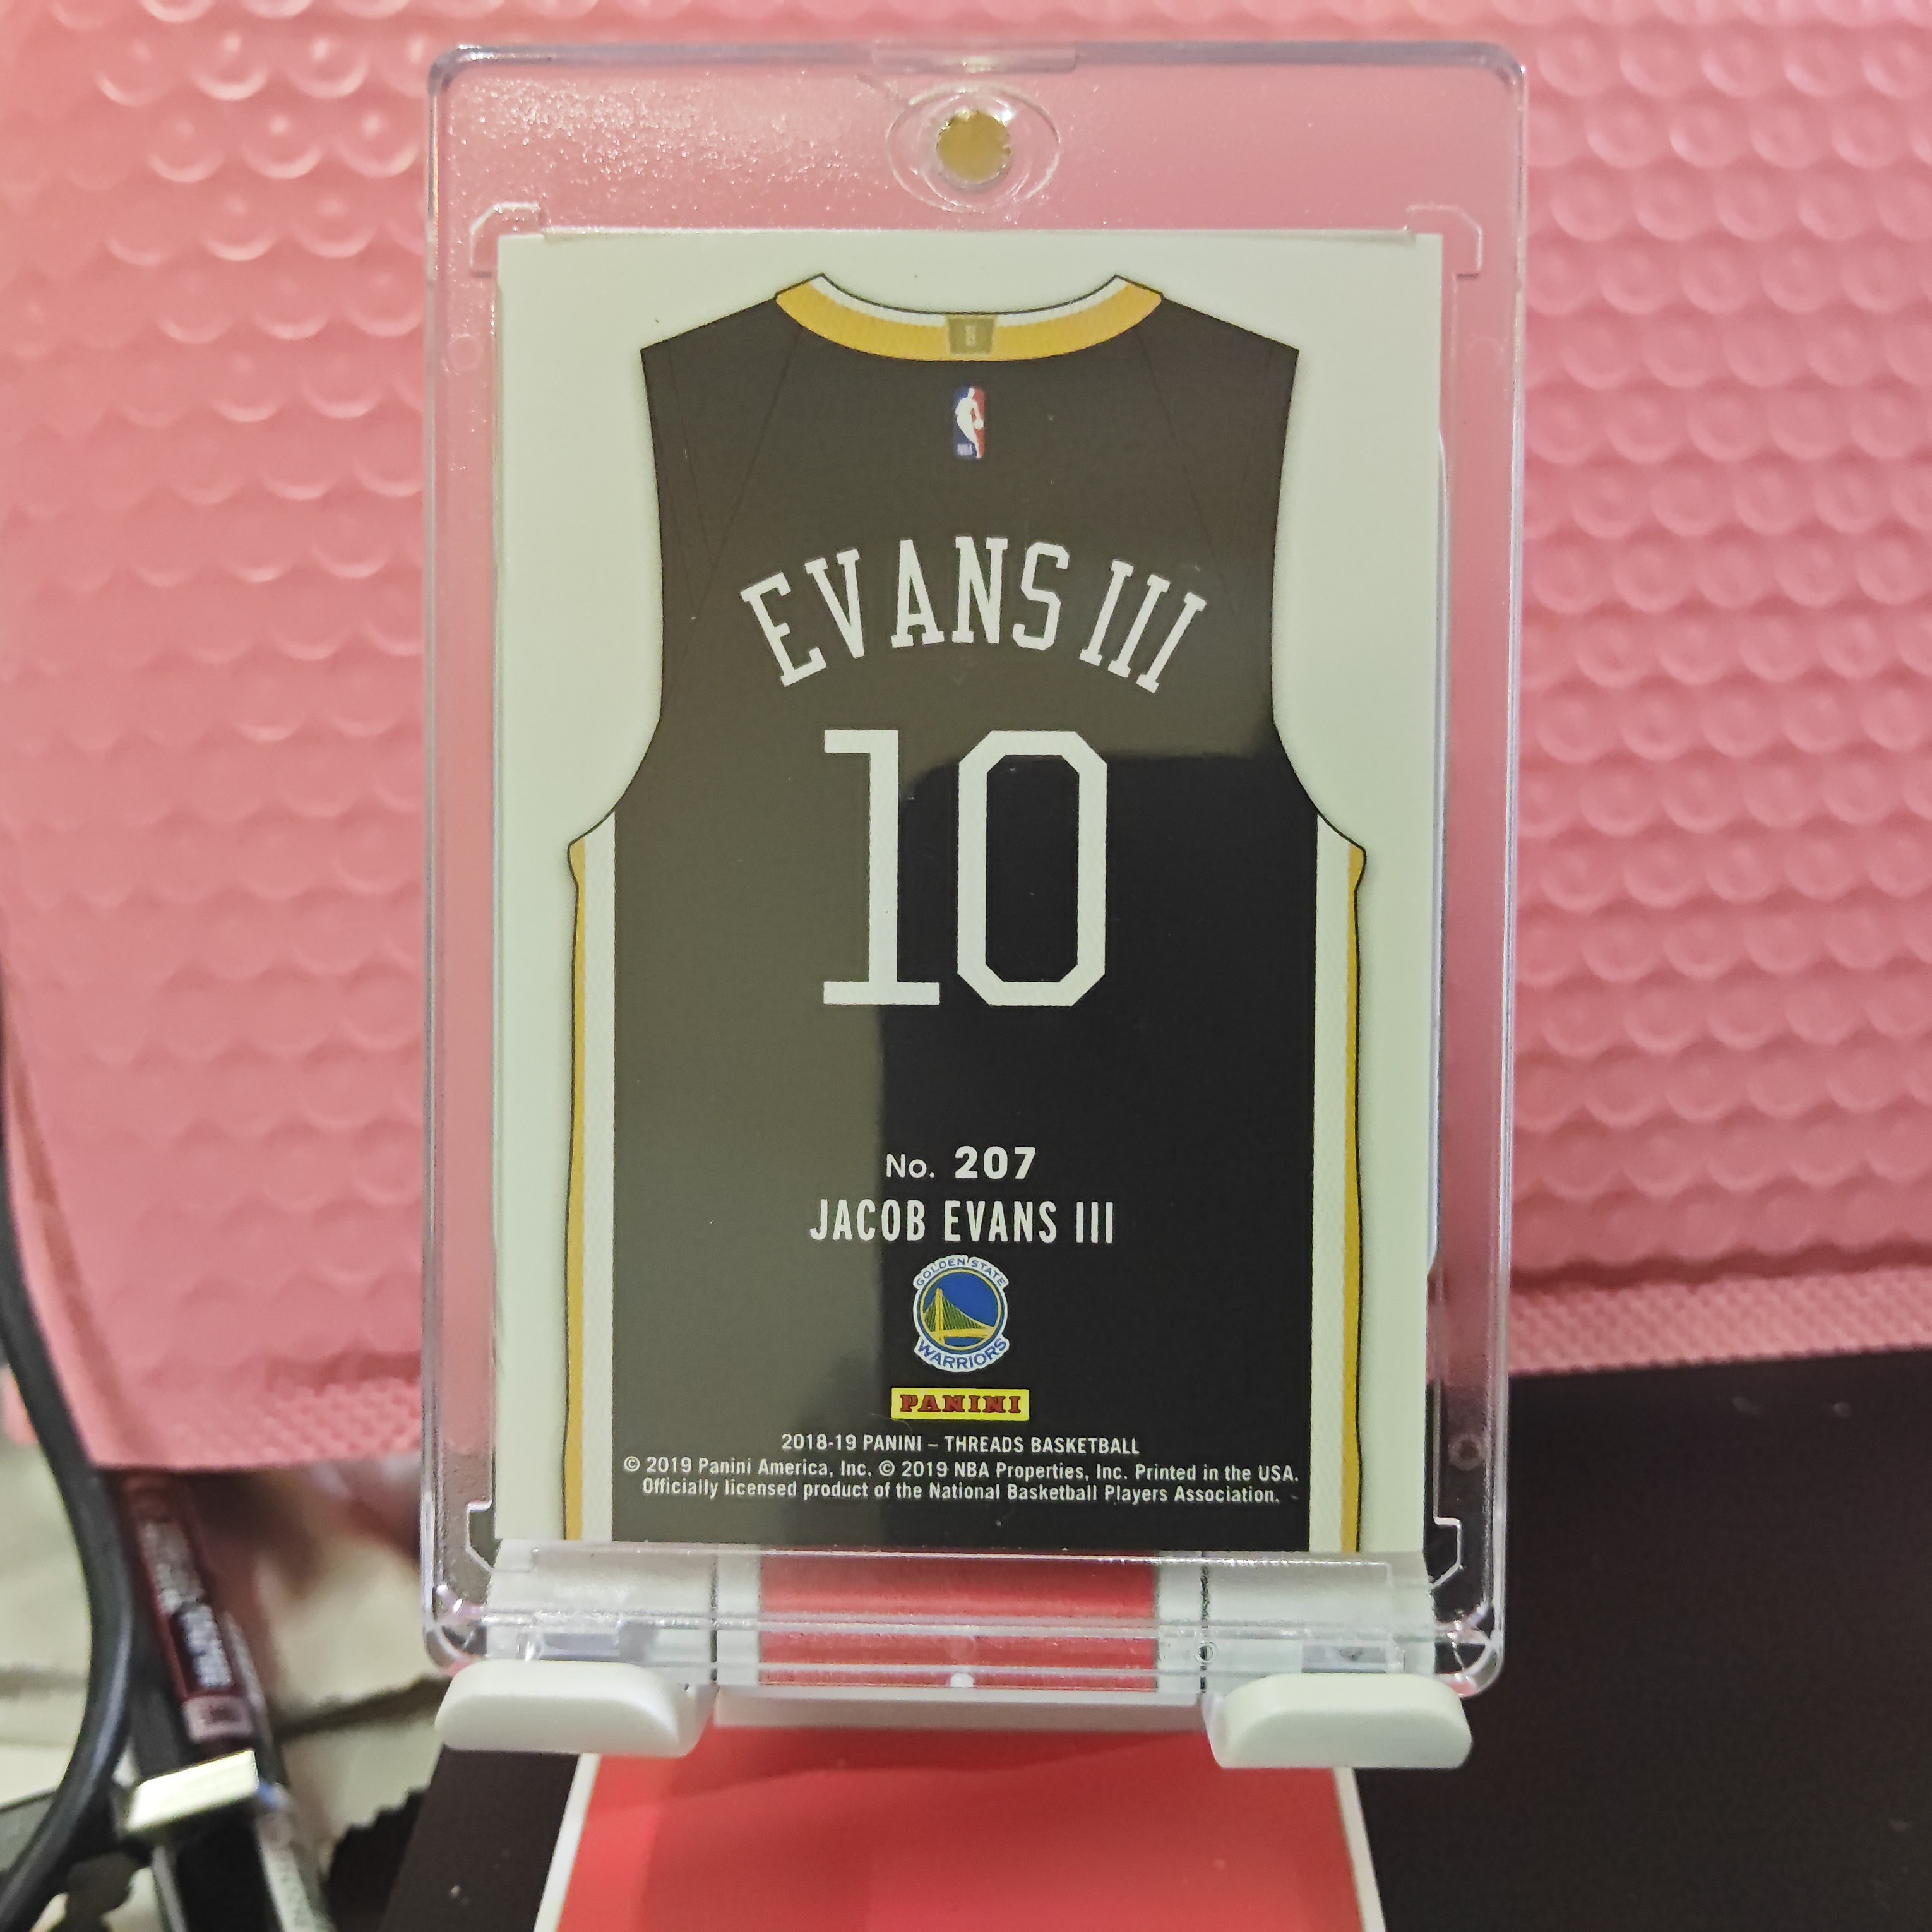 EVANS III
10
No. 207
JACOB EVANS III
GOLDEN STATE
WARRIORS
PANINI
2018-19 PANINI – THREADS BASKETBALL
© 2019 Panini America, Inc. © 2019 NBA Properties, Inc. Printed in the USA.
Officially licensed product of the National Basketball Players Association.